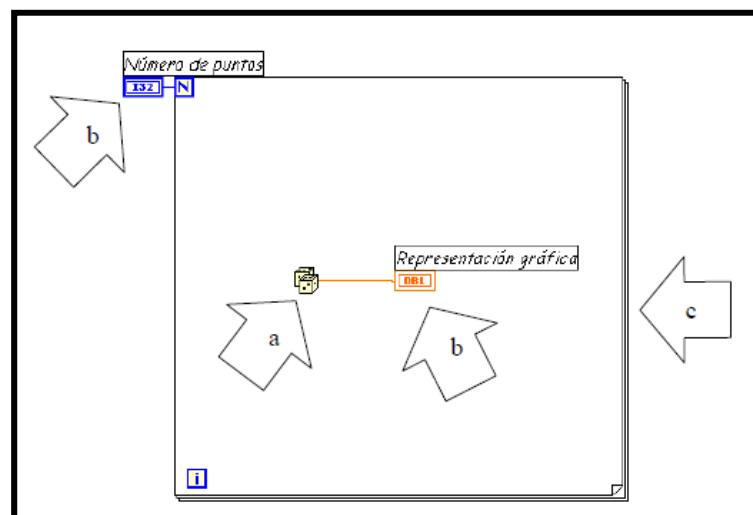 Número de puntos
I32
N
b
Representación gráfica
DBL
a
b
c
i